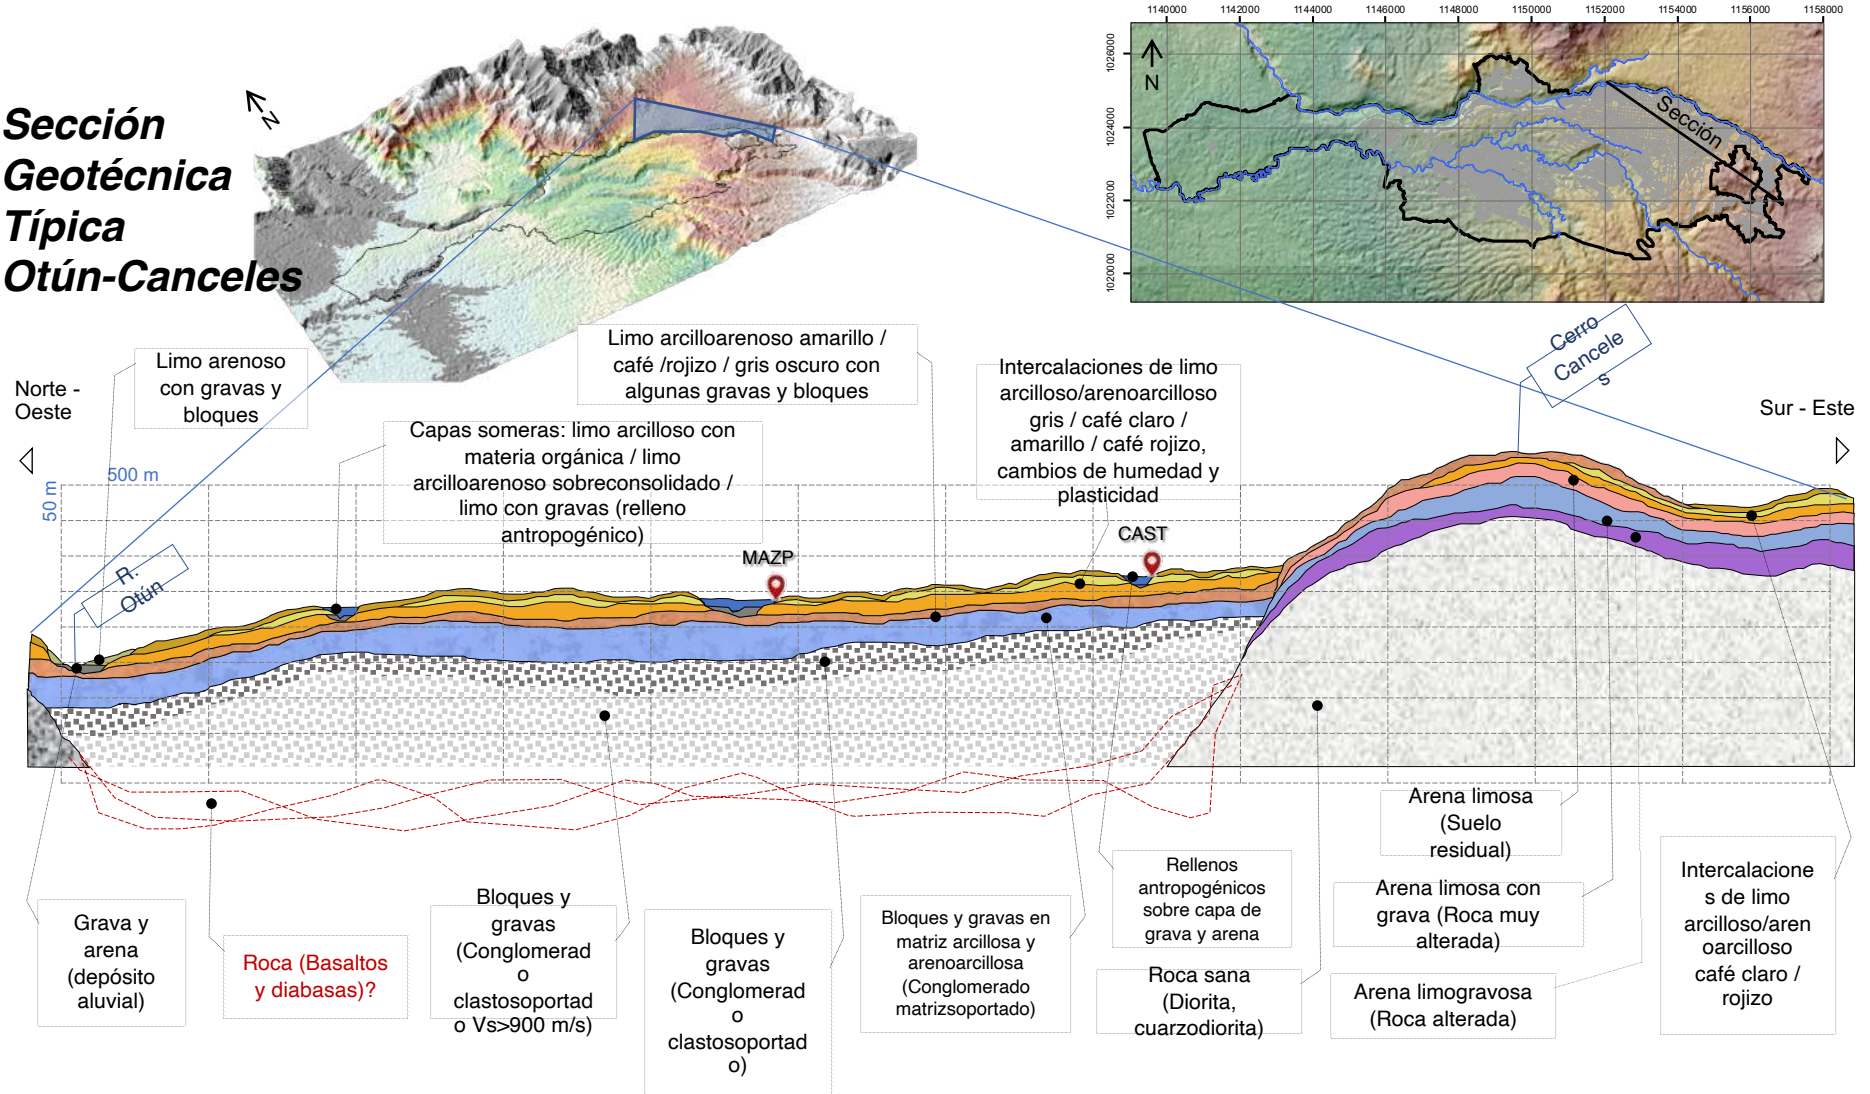 1140000
1142000
1144000
1146000
1148000
1150000
1152000
1154000
1156000
1158000
1026000
1024000
1022000
1020000
N
Sección
N
Sección
Geotécnica
Típica
Otún-Canceles
Limo arenoso
con gravas y
bloques
Limo arcilloarenoso amarillo /
café /rojizo / gris oscuro con
algunas gravas y bloques
Intercalaciones de limo
arcilloso/arenoarcilloso
gris / café claro /
amarillo / café rojizo,
cambios de humedad y
plasticidad
Cerro
Cancele
s
Norte -
Oeste
Sur - Este
Capas someras: limo arcilloso con
materia orgánica / limo
arcilloarenoso sobreconsolidado /
limo con gravas (relleno
antropogénico)
500 m
50 m
R.
Otún
MAZP
CAST
Grava y
arena
(depósito
aluvial)
Roca (Basaltos
y diabasas)?
Bloques y
gravas
(Conglomerad
o
clastosoportad
o Vs>900 m/s)
Bloques y
gravas
(Conglomerad
o
clastosoportad
o)
Bloques y gravas en
matriz arcillosa y
arenoarcillosa
(Conglomerado
matrizsoportado)
Rellenos
antropogénicos
sobre capa de
grava y arena
Roca sana
(Diorita,
cuarzodiorita)
Arena limosa
(Suelo
residual)
Arena limosa con
grava (Roca muy
alterada)
Arena limogravosa
(Roca alterada)
Intercalacione
s de limo
arcilloso/aren
oarcilloso
café claro /
rojizo